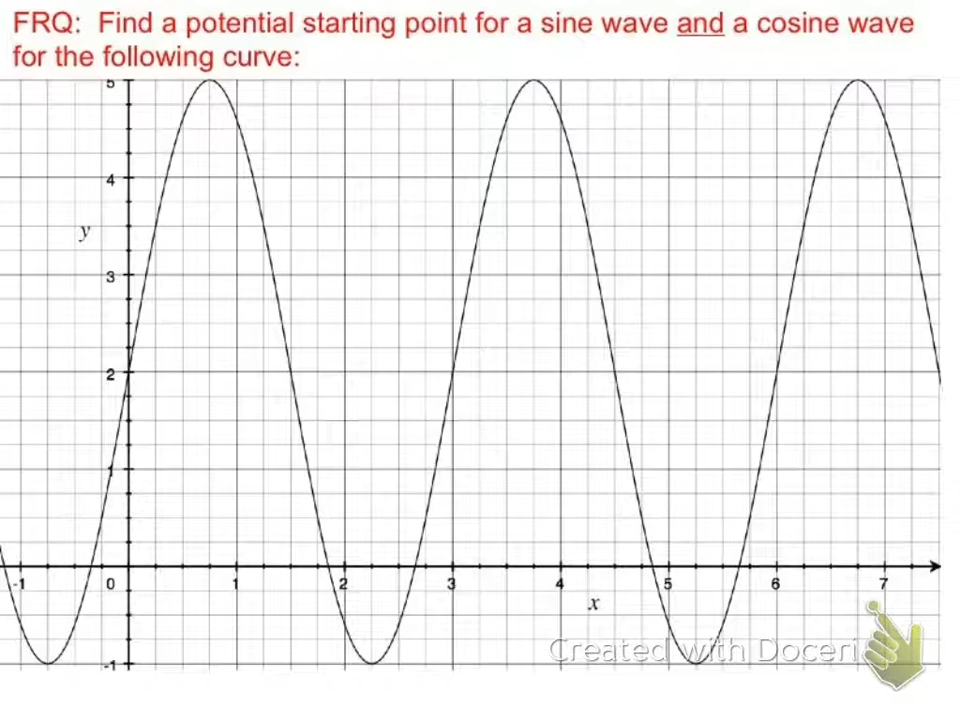 FRQ: Find a potential starting point for a sine wave and a cosine wave
for the following curve:
5
4
y
3
2
1
-1 0 1 2 3 4 5 6 7
x
Created with Doceri
-1